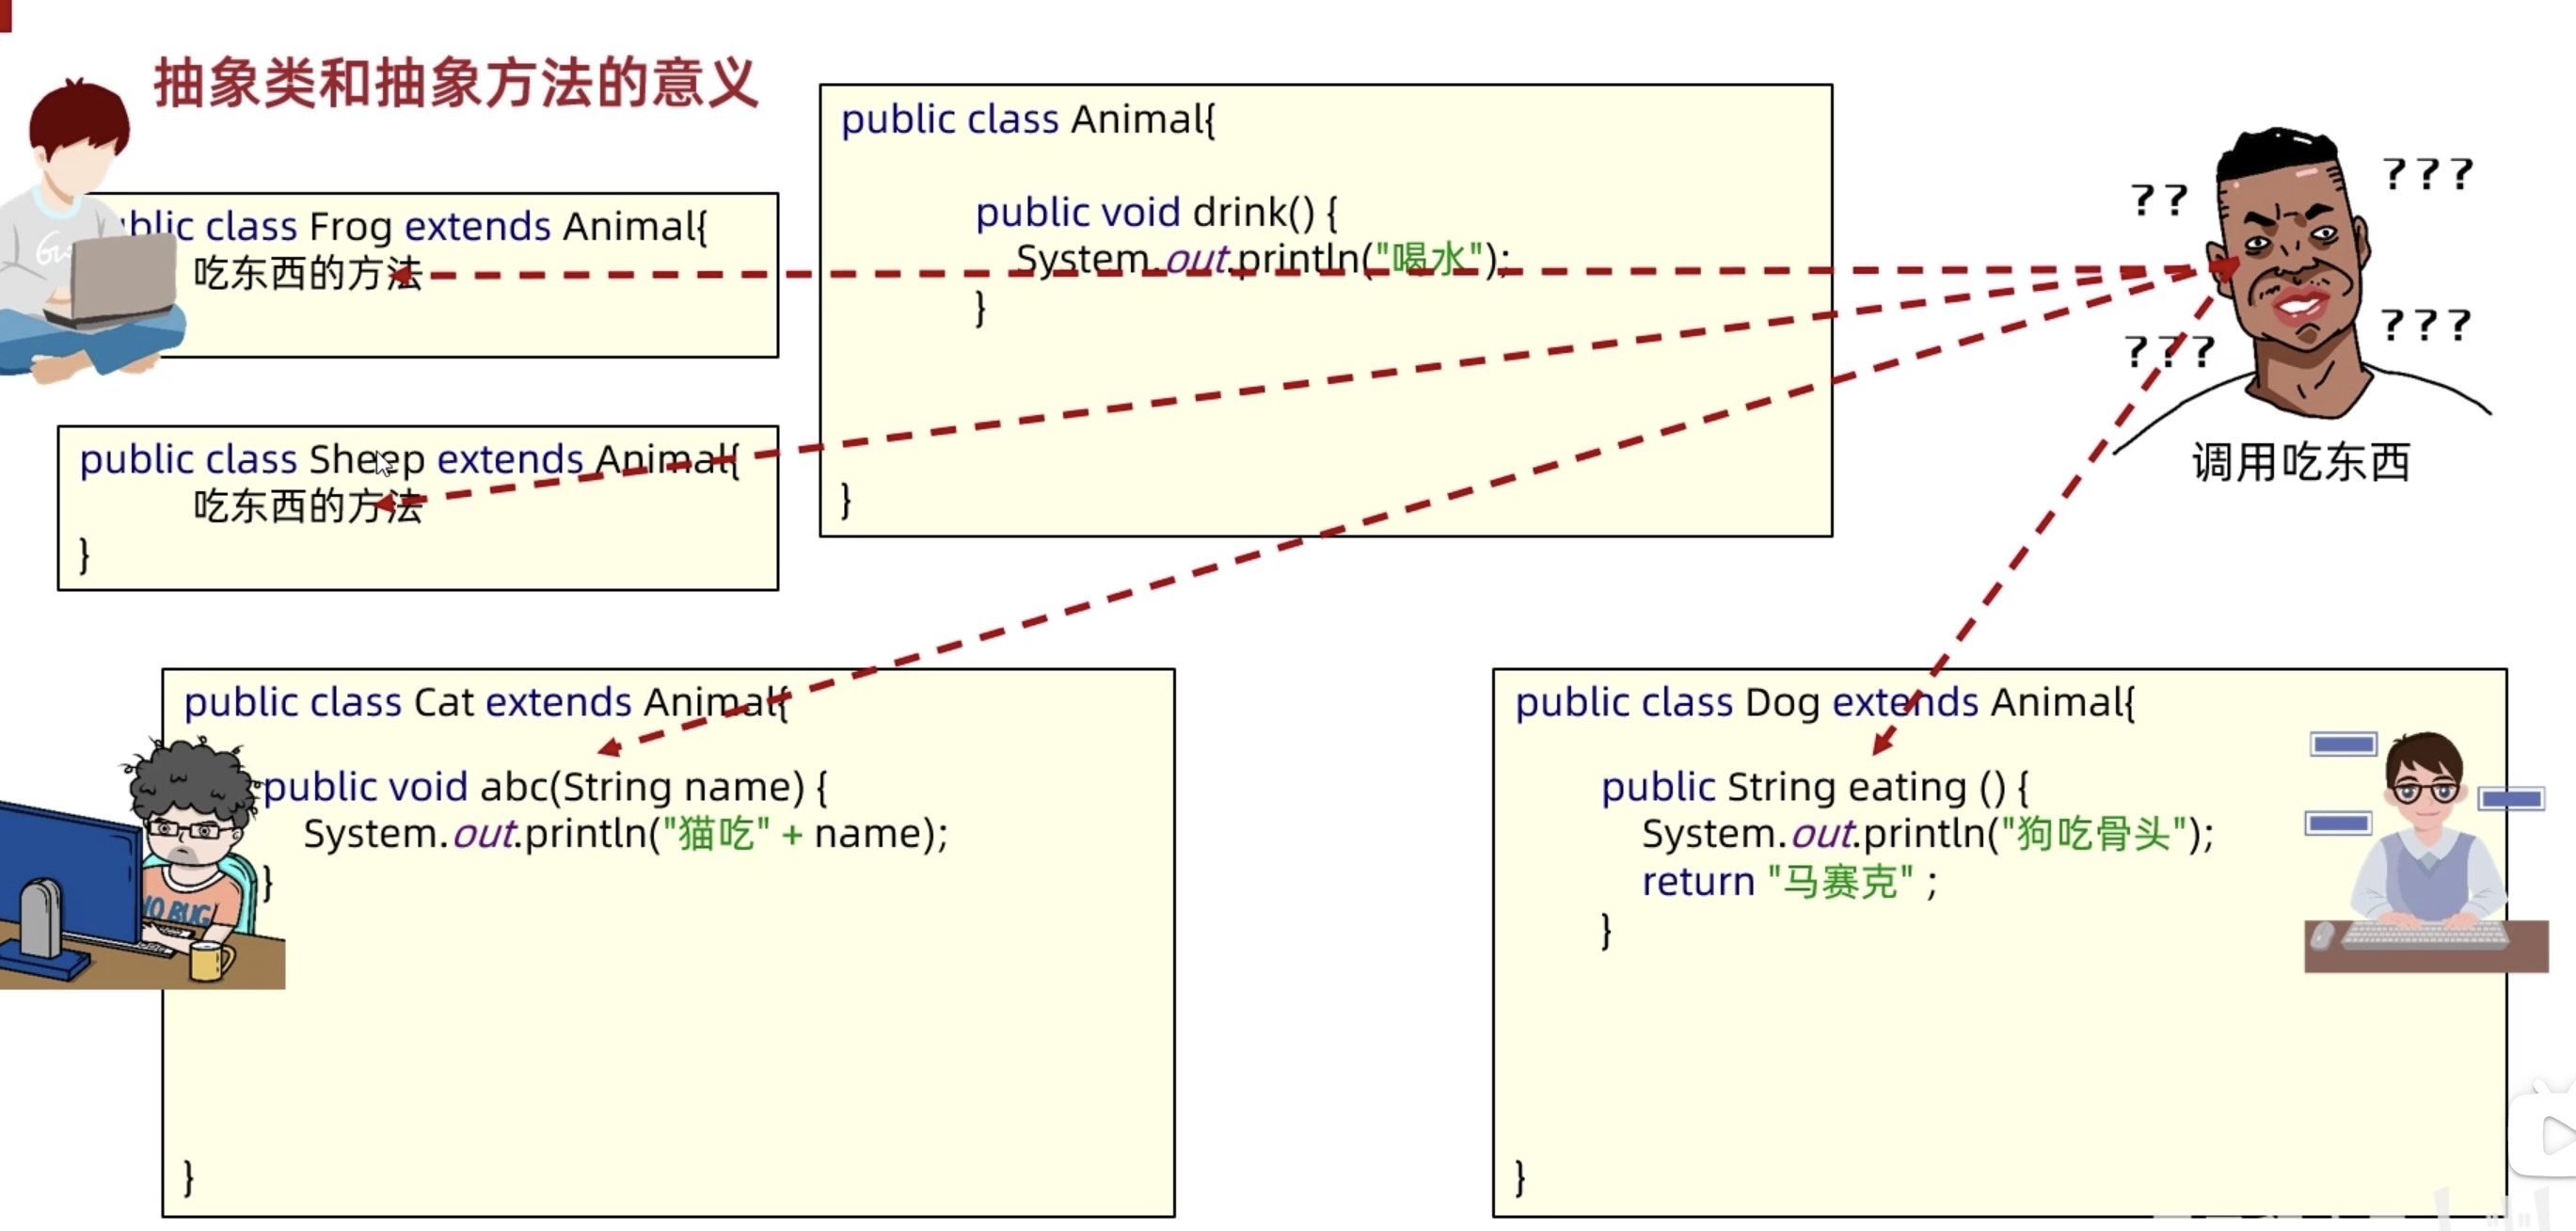 抽象类和抽象方法的意义
public class Animal{
public void drink() {
System.out.println("喝水");
}
}
?? ???
??? ???
调用吃东西
class Frog extends Animal{
吃东西的方法
public class Sheep extends Animal{
吃东西的方法
}
public class Cat extends Animal{
public void abc(String name) {
System.out.println("猫吃" + name);
}
}
NO BUG
public class Dog extends Animal{
public String eating () {
System.out.println("狗吃骨头");
return "马赛克" ;
}
}